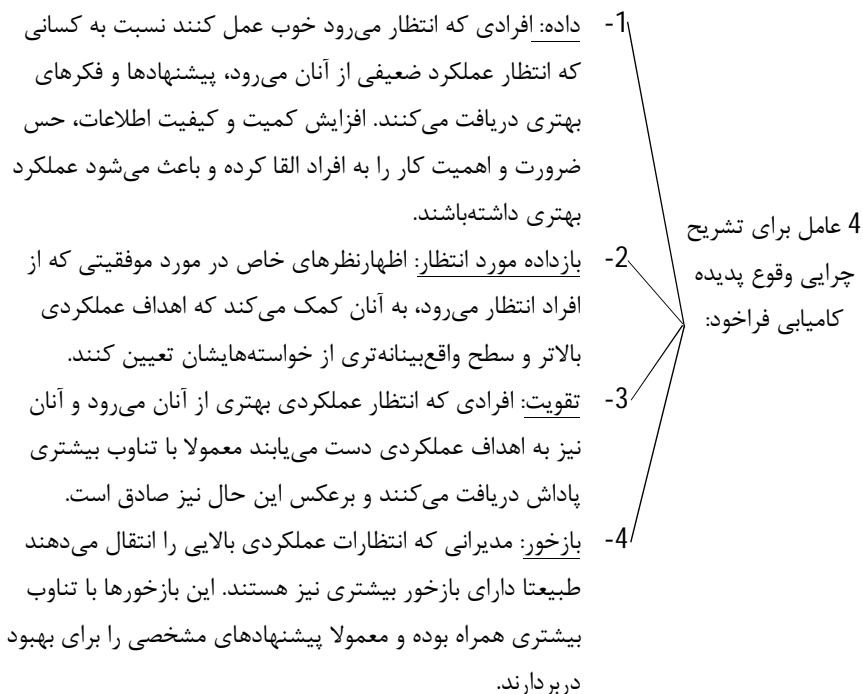 4 عامل برای تشریح
چرایی وقوع پدیده
کامیابی فراخود:
1- داده: افرادی که انتظار می‌رود خوب عمل کنند نسبت به کسانی
که انتظار عملکرد ضعیفی از آنان می‌رود، پیشنهادها و فکرهای
بهتری دریافت می‌کنند. افزایش کمیت و کیفیت اطلاعات، حس
ضرورت و اهمیت کار را به افراد القا کرده و باعث می‌شود عملکرد
بهتری داشته‌باشند.
2- بازداده مورد انتظار: اظهارنظرهای خاص در مورد موفقیتی که از
افراد انتظار می‌رود، به آنان کمک می‌کند که اهداف عملکردی
بالاتر و سطح واقع‌بینانه‌تری از خواسته‌هایشان تعیین کنند.
3- تقویت: افرادی که انتظار عملکردی بهتری از آنان می‌رود و آنان
نیز به اهداف عملکردی دست می‌یابند معمولا با تناوب بیشتری
پاداش دریافت می‌کنند و برعکس این حال نیز صادق است.
4- بازخور: مدیرانی که انتظارات عملکردی بالایی را انتقال می‌دهند
طبیعتا دارای بازخور بیشتری نیز هستند. این بازخورها با تناوب
بیشتری همراه بوده و معمولا پیشنهادهای مشخصی را برای بهبود
دربردارند.